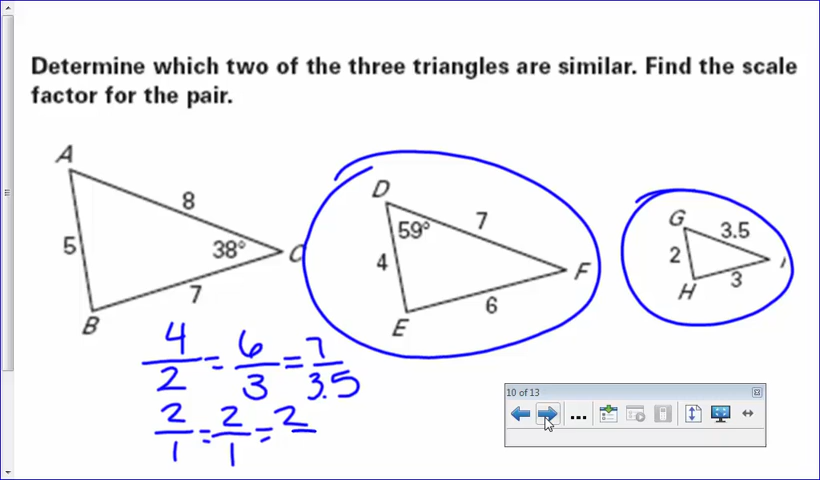 Determine which two of the three triangles are similar. Find the scale
factor for the pair.
A
8
5
38°
C
7
B
D
59°
7
4
F
6
E
G
3.5
2
3
H
4/2 = 6/3 = 7/3.5
2/1 = 2/1 = 2
10 of 13
...